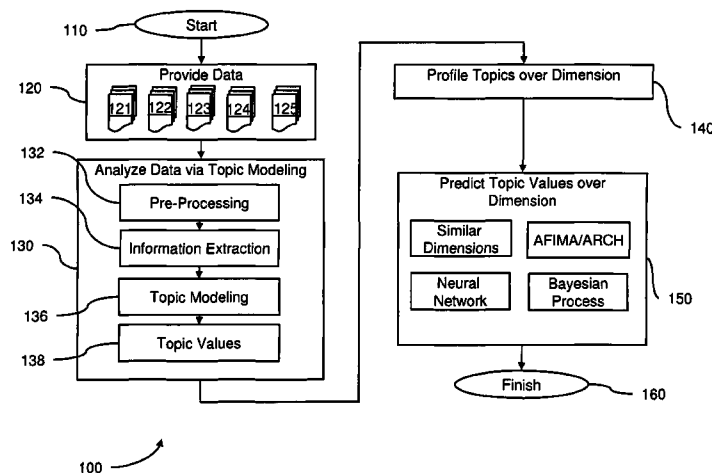 110
Start
120
Provide Data
121 122 123 124 125
130
Analyze Data via Topic Modeling
132
Pre-Processing
134
Information Extraction
136
Topic Modeling
138
Topic Values
Profile Topics over Dimension
140
Predict Topic Values over
Dimension
Similar
Dimensions
AFIMA/ARCH
Neural
Network
Bayesian
Process
150
Finish
160
100